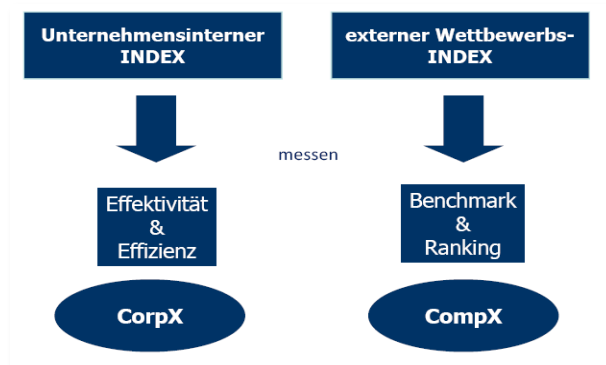 Unternehmensinterner
INDEX
externer Wettbewerbs-
INDEX
messen
Effektivität
&
Effizienz
Benchmark
&
Ranking
CorpX
CompX